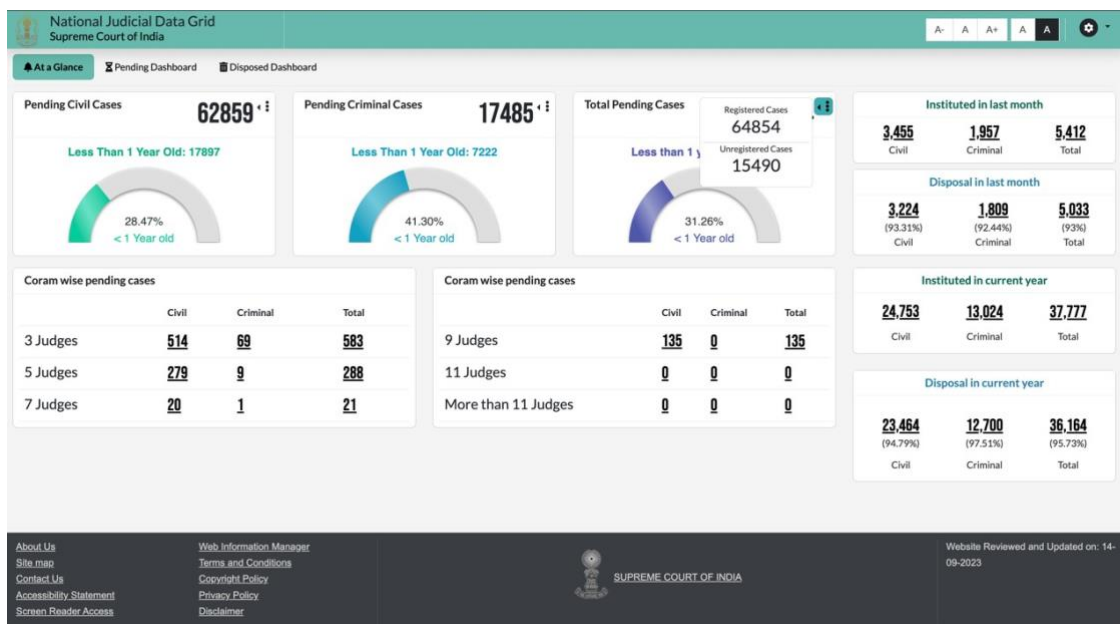 National Judicial Data Grid
Supreme Court of India
A- A A+ A A
At a Glance Pending Dashboard Disposed Dashboard
Pending Civil Cases 62859
Less Than 1 Year Old: 17897
28.47%
< 1 Year old
Pending Criminal Cases 17485
Less Than 1 Year Old: 7222
41.30%
< 1 Year old
Total Pending Cases
Registered Cases
64854
Unregistered Cases
15490
Less than 1 y
31.26%
< 1 Year old
Instituted in last month
3,455 1,957 5,412
Civil Criminal Total
Disposal in last month
3,224 1,809 5,033
(93.31%) (92.44%) (93%)
Civil Criminal Total
Coram wise pending cases
Civil Criminal Total
3 Judges 514 69 583
5 Judges 279 9 288
7 Judges 20 1 21
Coram wise pending cases
Civil Criminal Total
9 Judges 135 0 135
11 Judges 0 0 0
More than 11 Judges 0 0 0
Instituted in current year
24,753 13,024 37,777
Civil Criminal Total
Disposal in current year
23,464 12,700 36,164
(94.79%) (97.51%) (95.73%)
Civil Criminal Total
About Us
Site map
Contact Us
Accessibility Statement
Screen Reader Access
Web Information Manager
Terms and Conditions
Copyright Policy
Privacy Policy
Disclaimer
SUPREME COURT OF INDIA
Website Reviewed and Updated on: 14-
09-2023